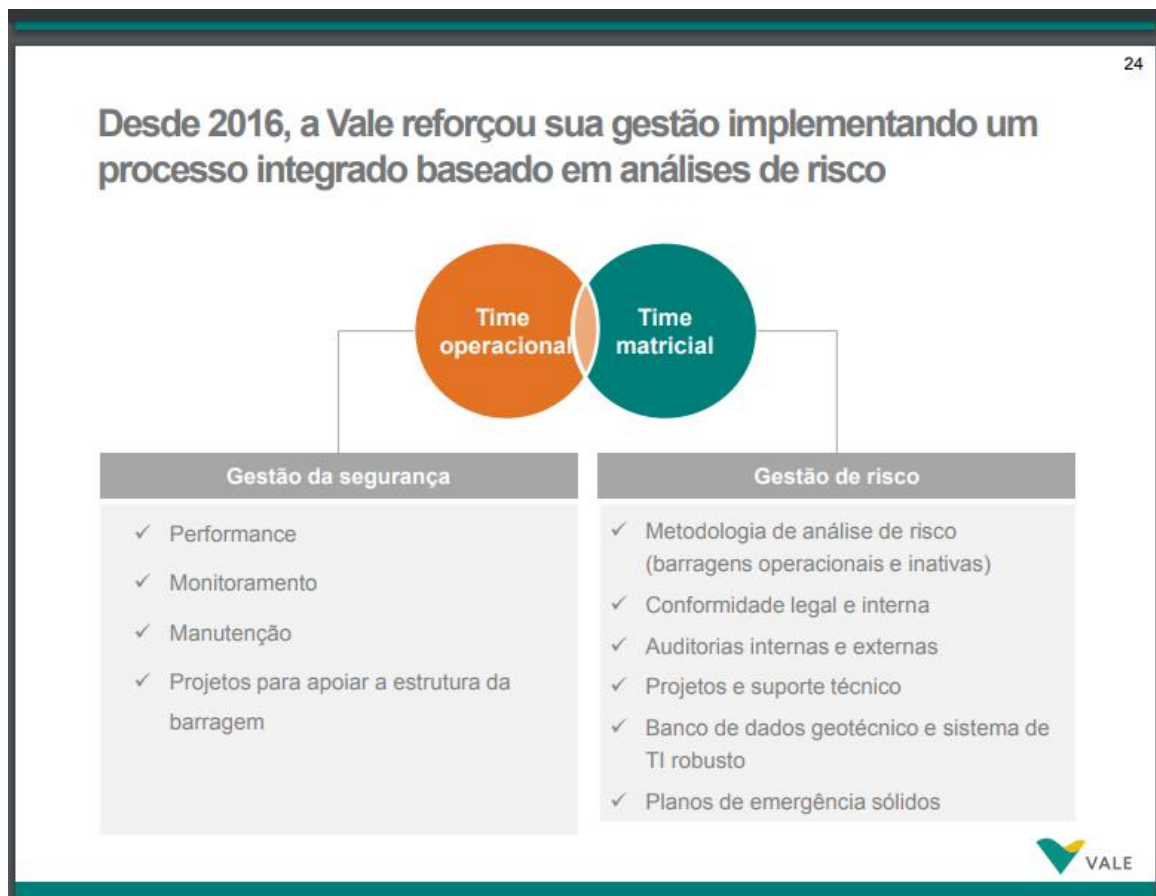 24
Desde 2016, a Vale reforçou sua gestão implementando um
processo integrado baseado em análises de risco
Time
operacional
Time
matricial
Gestão da segurança
✓ Performance
✓ Monitoramento
✓ Manutenção
✓ Projetos para apoiar a estrutura da
barragem
Gestão de risco
✓ Metodologia de análise de risco
(barragens operacionais e inativas)
✓ Conformidade legal e interna
✓ Auditorias internas e externas
✓ Projetos e suporte técnico
✓ Banco de dados geotécnico e sistema de
TI robusto
✓ Planos de emergência sólidos
VALE